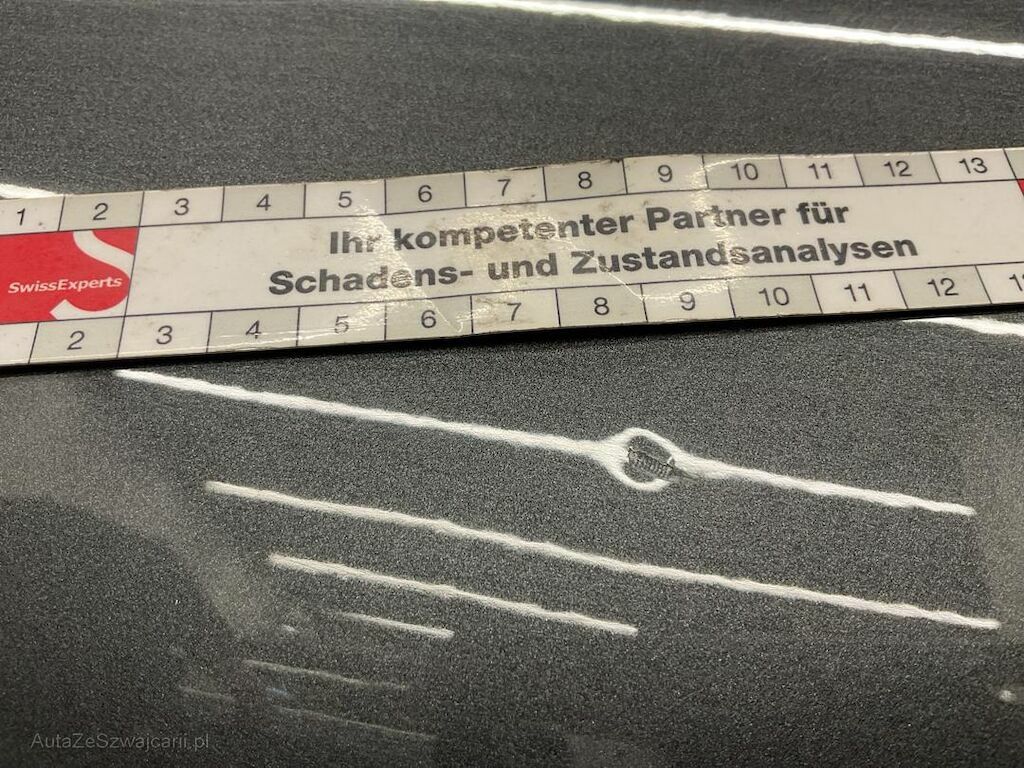 1 2 3 4 5 6 7 8 9 10 11 12 13
Ihr kompetenter Partner für
Schadens- und Zustandsanalysen
SwissExperts
2 3 4 5 6 7 8 9 10 11 12
AutaZeSzwajcarii.pl